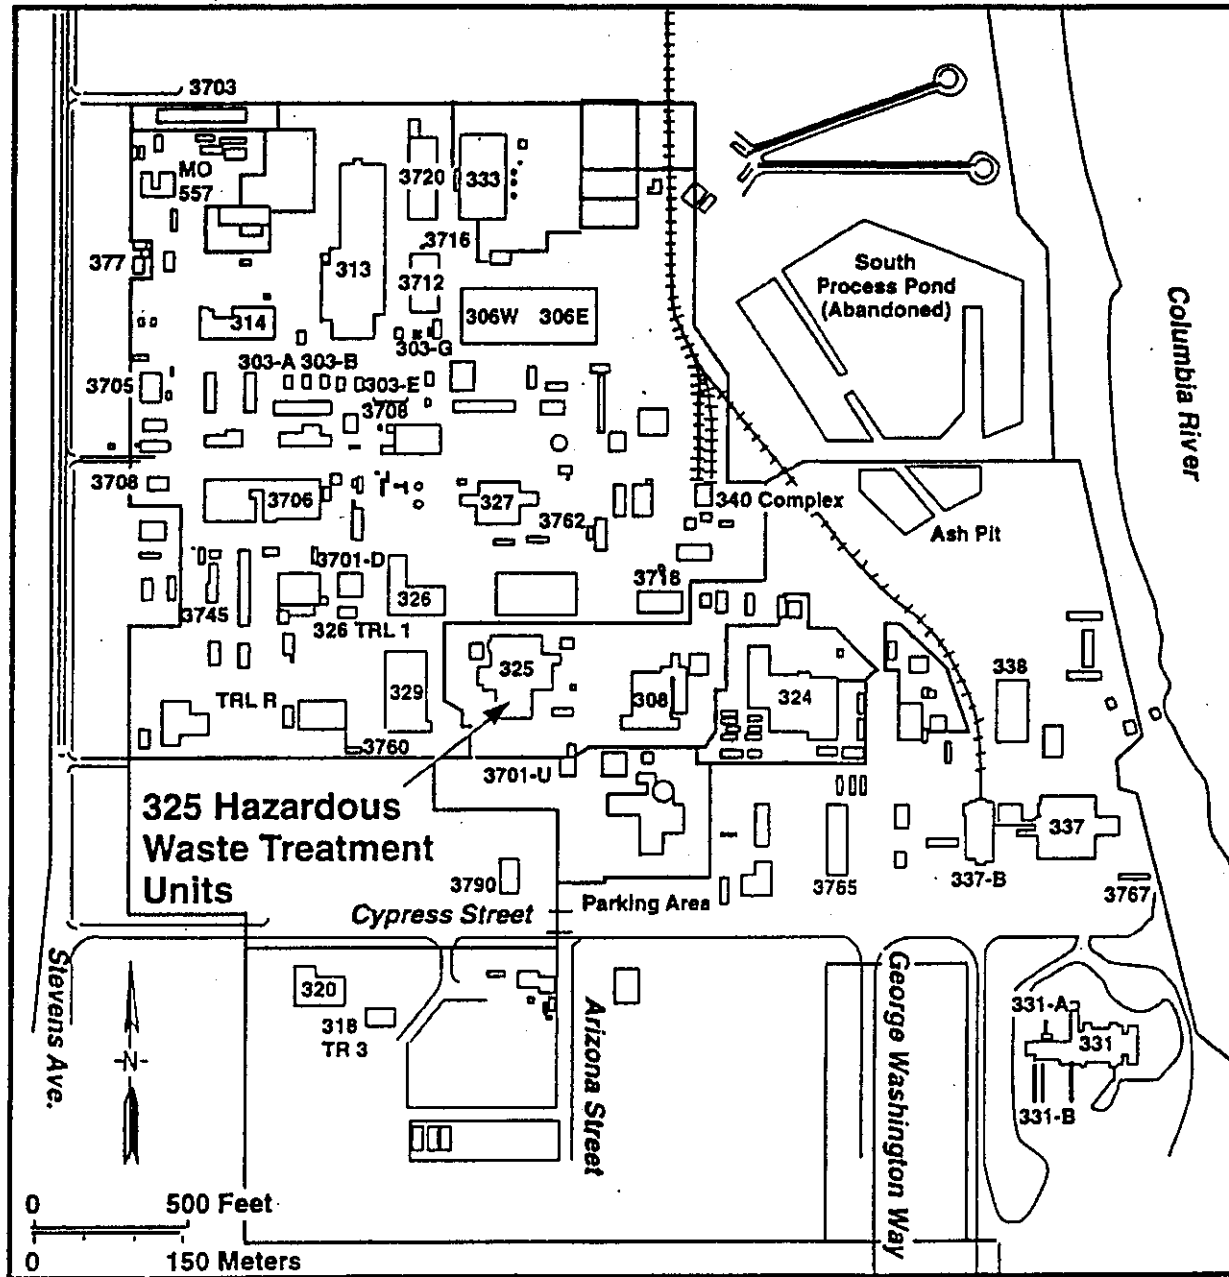 3703
MO
557
3720
333
3716
377
313
3712
314
306W 306E
303-G
303-A 303-B
3705
303-E
3708
South
Process Pond
(Abandoned)
Columbia River
3708
3706
327
3762
340 Complex
Ash Pit
3701-D
326
3718
3745
326 TRL 1
325
329
308
324
338
TRL R
3760
3701-U
325 Hazardous
Waste Treatment
Units
3790
Cypress Street
Parking Area
3765
337-B
337
3767
Stevens Ave.
N
320
318
TR 3
Arizona Street
George Washington Way
331-A
331
331-B
0 500 Feet
0 150 Meters